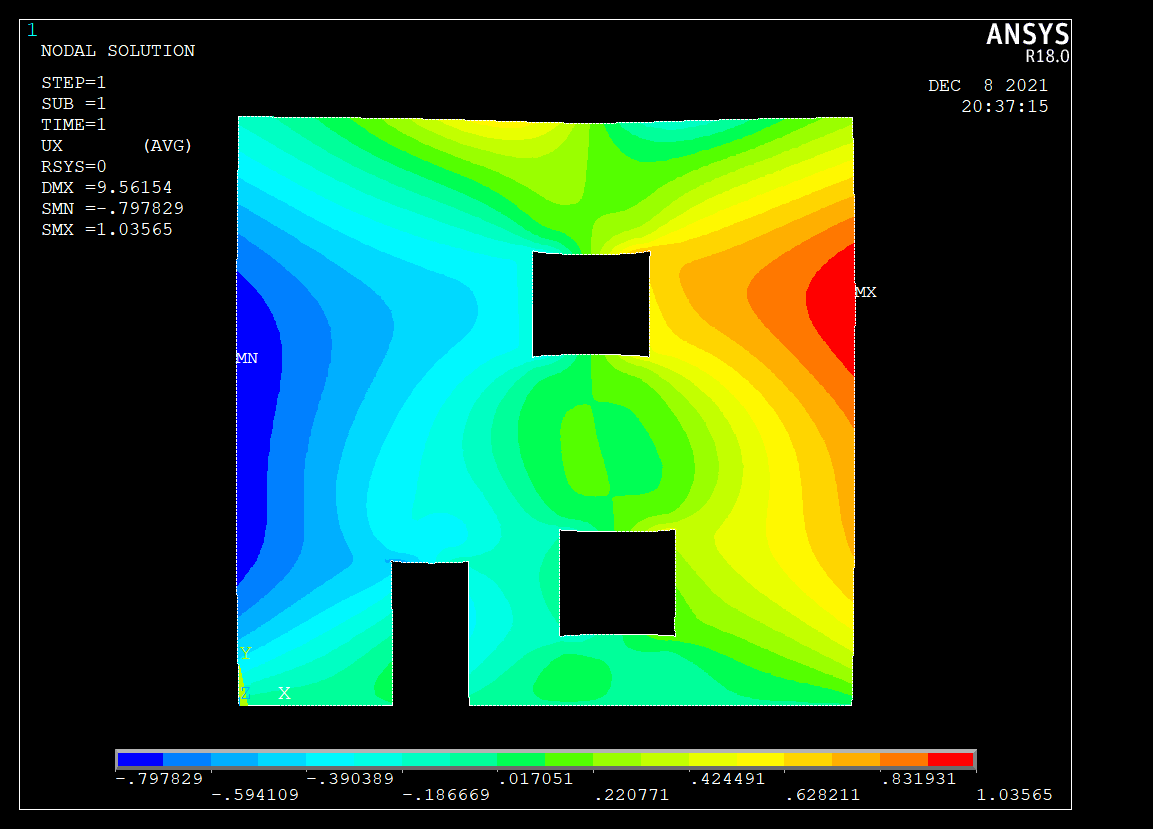 1
NODAL SOLUTION
STEP=1
SUB =1
TIME=1
UX (AVG)
RSYS=0
DMX =9.56154
SMN =-.797829
SMX =1.03565
ANSYS
R18.0
DEC 8 2021
20:37:15
MX
MN
Y
Z X
-.797829 -.390389 .017051 .424491 .831931
-.594109 -.186669 .220771 .628211 1.03565